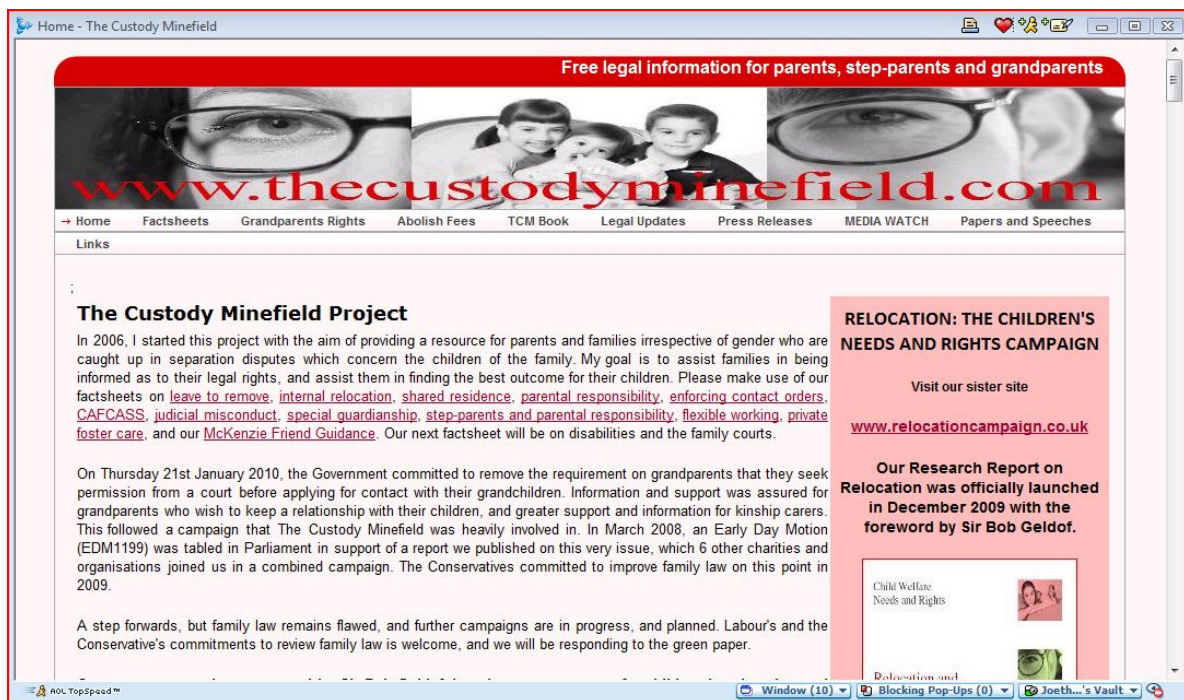 Home - The Custody Minefield
Free legal information for parents, step-parents and grandparents
www.thecustodyminefield.com
→ Home Factsheets Grandparents Rights Abolish Fees TCM Book Legal Updates Press Releases MEDIA WATCH Papers and Speeches
Links
;
The Custody Minefield Project
In 2006, I started this project with the aim of providing a resource for parents and families irrespective of gender who are
caught up in separation disputes which concern the children of the family. My goal is to assist families in being
informed as to their legal rights, and assist them in finding the best outcome for their children. Please make use of our
factsheets on leave to remove, internal relocation, shared residence, parental responsibility, enforcing contact orders,
CAFCASS, judicial misconduct, special guardianship, step-parents and parental responsibility, flexible working, private
foster care, and our McKenzie Friend Guidance. Our next factsheet will be on disabilities and the family courts.
On Thursday 21st January 2010, the Government committed to remove the requirement on grandparents that they seek
permission from a court before applying for contact with their grandchildren. Information and support was assured for
grandparents who wish to keep a relationship with their children, and greater support and information for kinship carers.
This followed a campaign that The Custody Minefield was heavily involved in. In March 2008, an Early Day Motion
(EDM1199) was tabled in Parliament in support of a report we published on this very issue, which 6 other charities and
organisations joined us in a combined campaign. The Conservatives committed to improve family law on this point in
2009.
A step forwards, but family law remains flawed, and further campaigns are in progress, and planned. Labour's and the
Conservative's commitments to review family law is welcome, and we will be responding to the green paper.
RELOCATION: THE CHILDREN'S
NEEDS AND RIGHTS CAMPAIGN
Visit our sister site
www.relocationcampaign.co.uk
Our Research Report on
Relocation was officially launched
in December 2009 with the
foreword by Sir Bob Geldof.
Child Welfare
Needs and Rights
Relocation and
AOL TopSpeed™
Window (10) Blocking Pop-Ups (0) Joeth...'s Vault